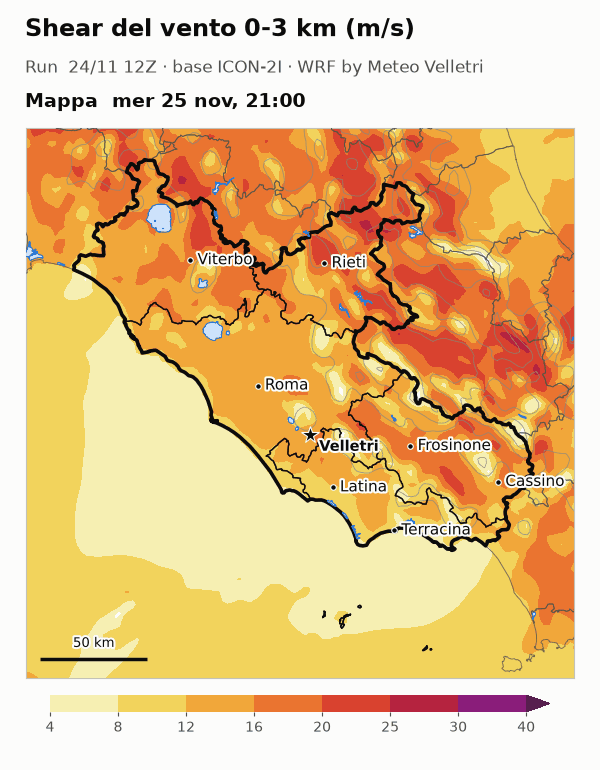 Shear del vento 0-3 km (m/s)
Run  24/11 12Z · base ICON-2I · WRF by Meteo Velletri
Mappa  mer 25 nov, 21:00
Viterbo
Rieti
Roma
Velletri
Frosinone
Cassino
Latina
Terracina
50 km
4 8 12 16 20 25 30 40